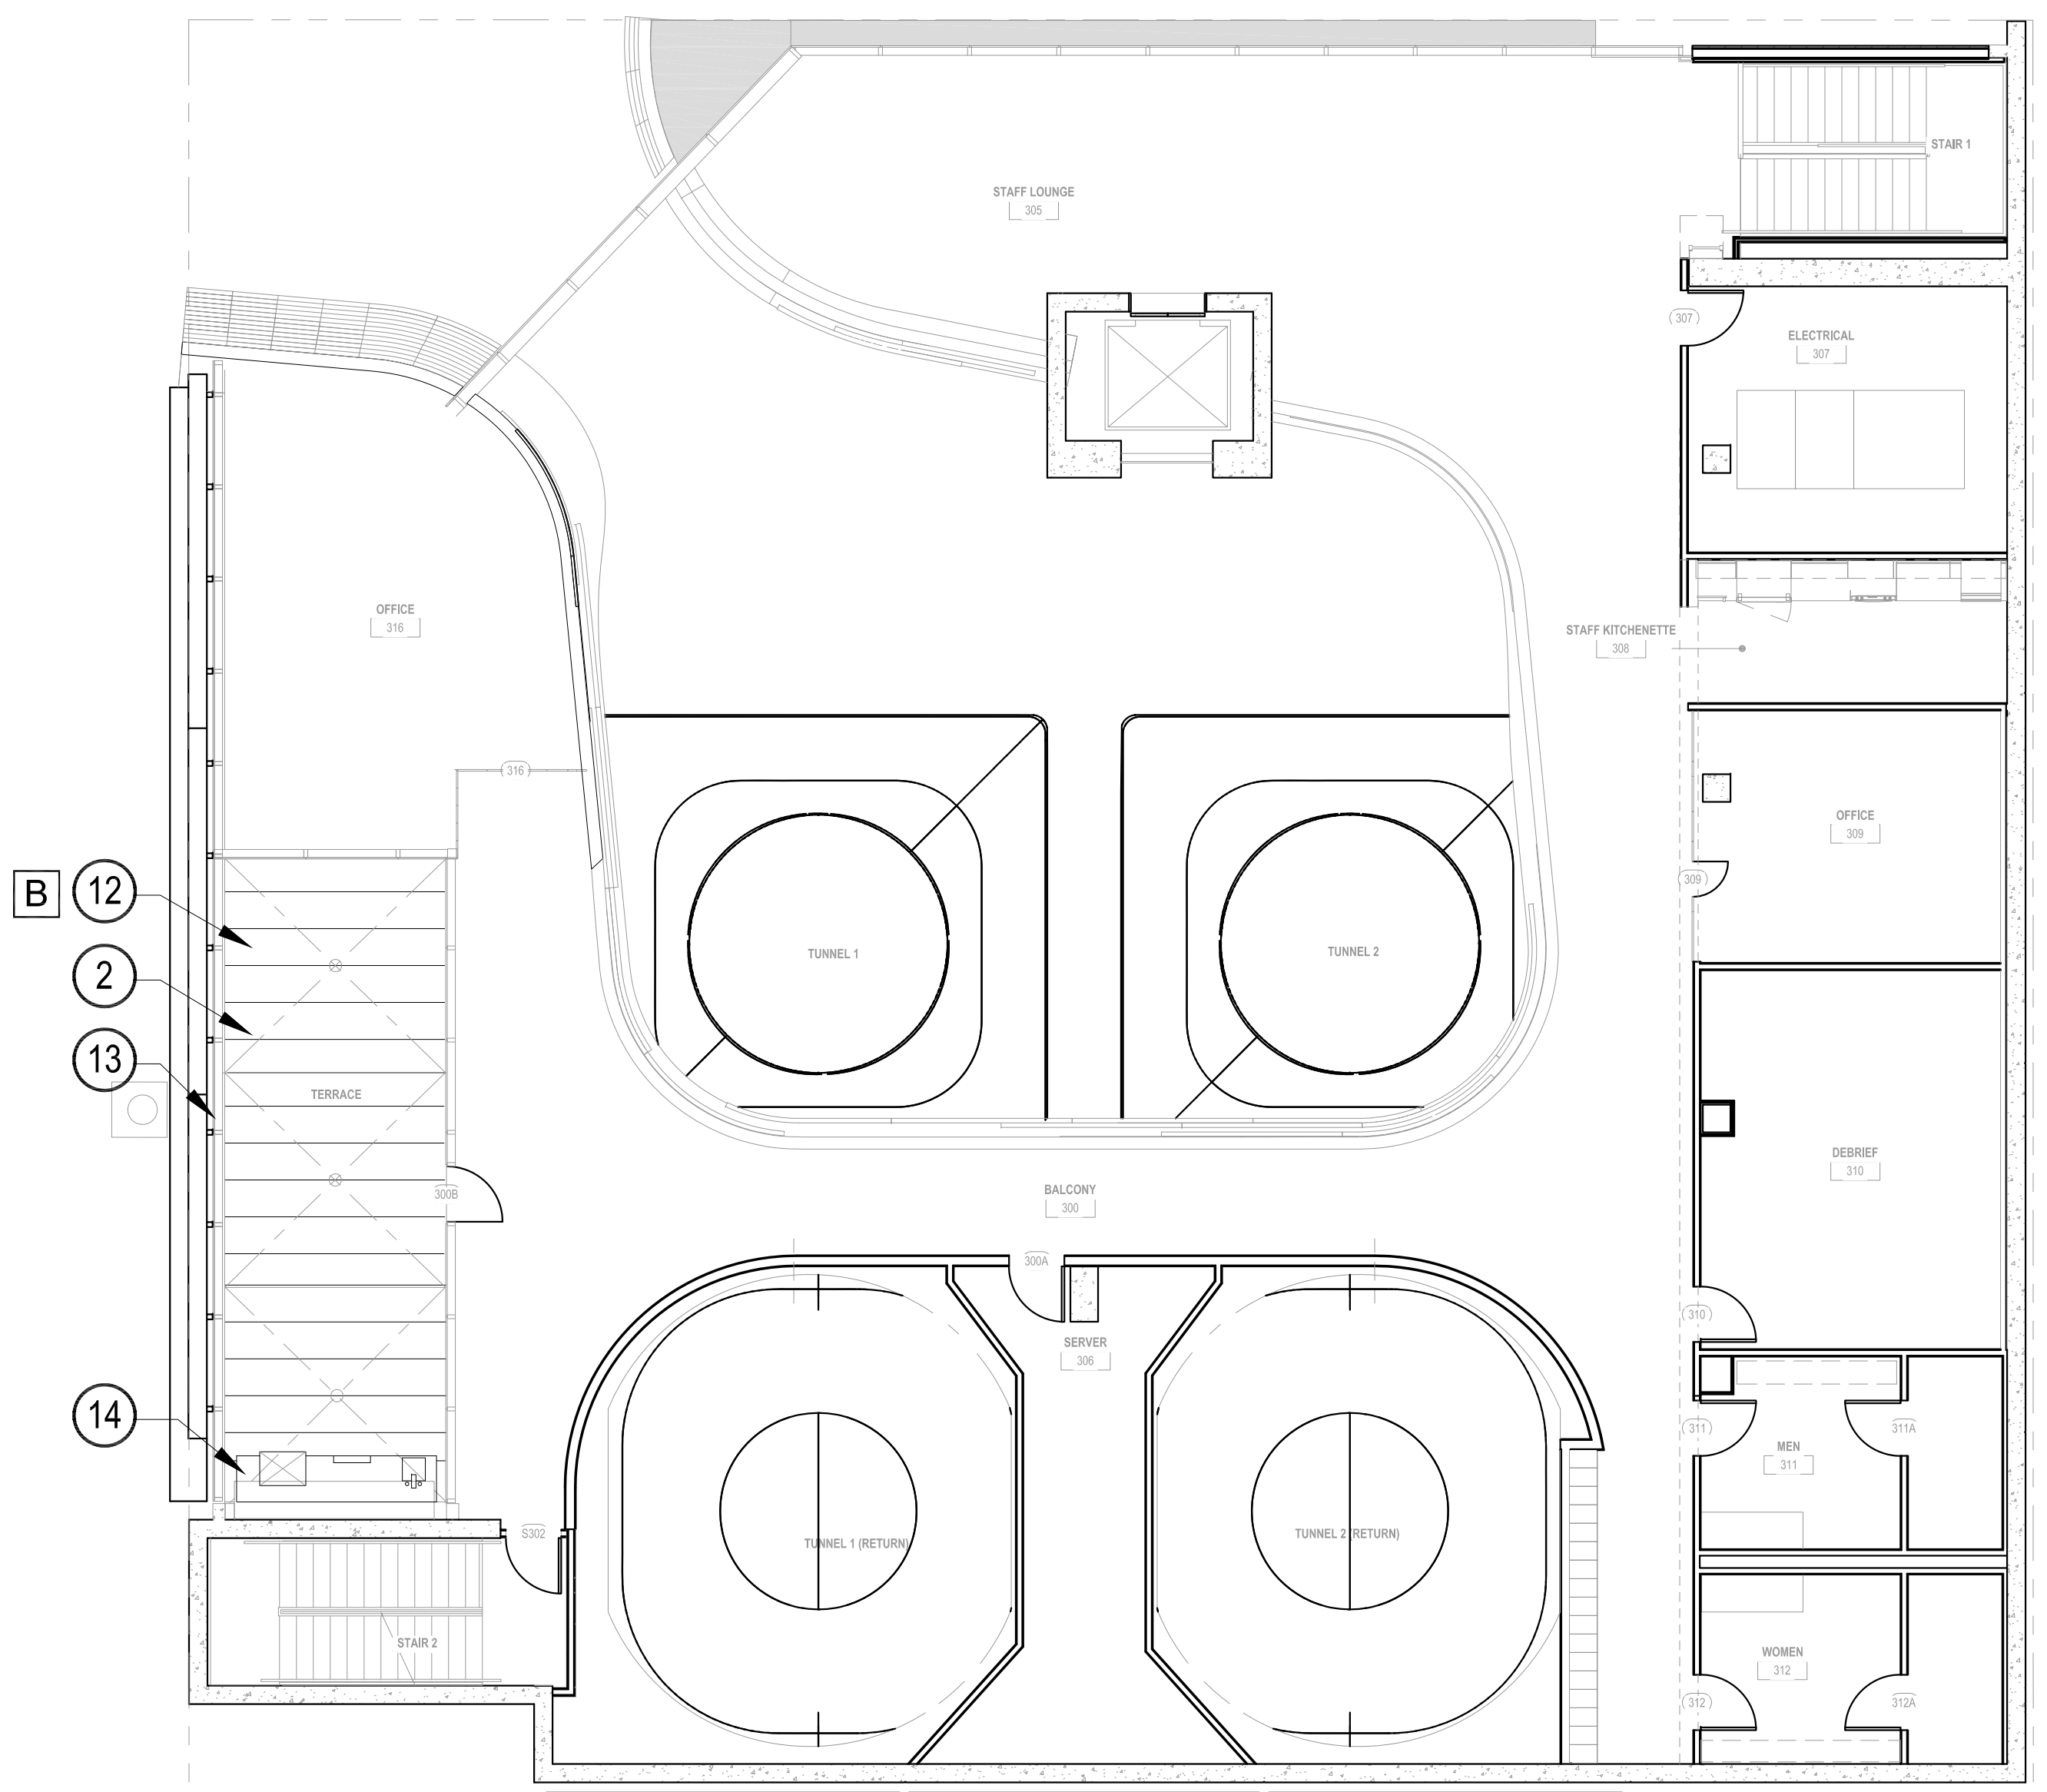 STAIR 1
STAFF LOUNGE
305
307
ELECTRICAL
307
OFFICE
316
STAFF KITCHENETTE
308
316
OFFICE
309
309
B
12
2
13
TERRACE
TUNNEL 1
TUNNEL 2
DEBRIEF
310
300B
BALCONY
300
300A
SERVER
306
310
14
311
MEN
311
311A
S302
TUNNEL 1 (RETURN)
TUNNEL 2 (RETURN)
STAIR 2
WOMEN
312
312
312A